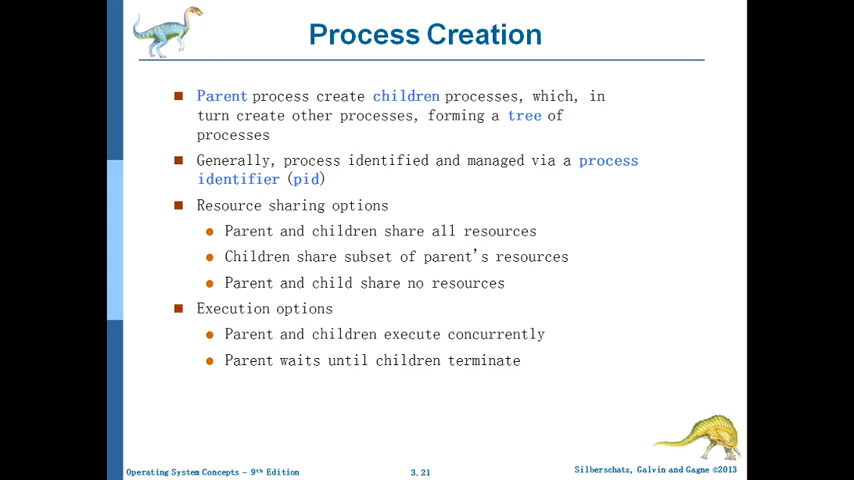 Process Creation
Parent process create children processes, which, in
turn create other processes, forming a tree of
processes
Generally, process identified and managed via a process
identifier (pid)
Resource sharing options
Parent and children share all resources
Children share subset of parent's resources
Parent and child share no resources
Execution options
Parent and children execute concurrently
Parent waits until children terminate
Operating System Concepts – 9th Edition
3.21
Silberschatz, Galvin and Gagne ©2013